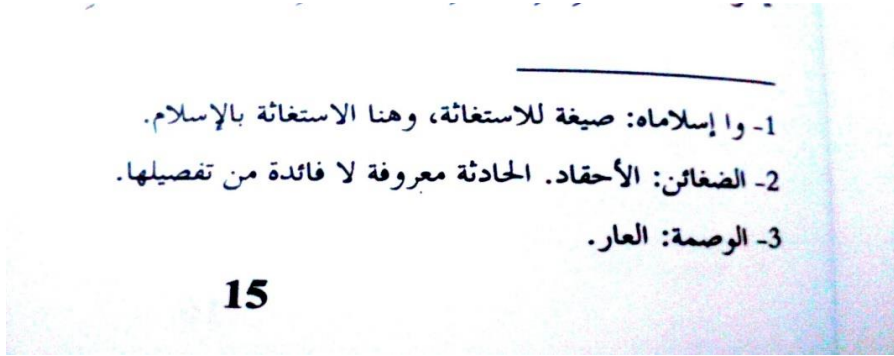 1- وا إسلاماه: صيغة للاستغاثة، وهنا الاستغاثة بالإسلام.
2- الضغائن: الأحقاد. الحادثة معروفة لا فائدة من تفصيلها.
3- الوصمة: العار.
15